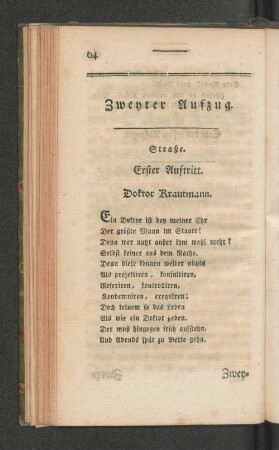 64
Zweyter Aufzug.
Straße.
Erster Auftritt.
Doktor Krautmann.
Ein Doktor ist bey meiner Ehr
Der größte Mann im Staate!
Denn wer nutzt außer ihm wohl mehr?
Selbst keiner aus dem Rathe.
Denn diese können weiter nichts
Als projektiren, konsultiren,
Referiren, kontrolliren,
Kondemniren, exequiren;
Doch keinem so das Leben
Als wie ein Doktor geben.
Der muß hingegen früh aufstehn,
Und Abends spät zu Bette gehn.
Zwey-